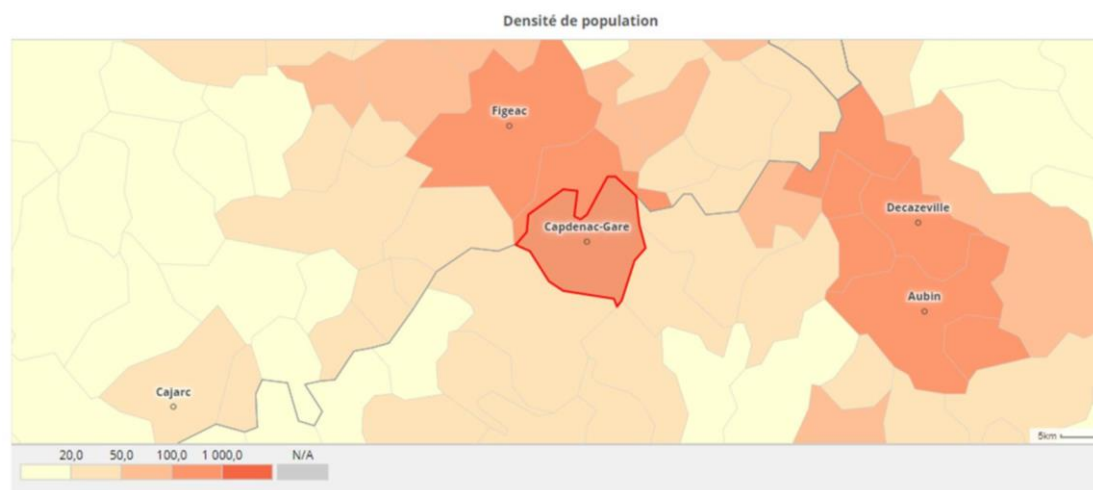 Densité de population
Figeac
Decazeville
Capdenac-Gare
Aubin
Cajarc
5km
20,0 50,0 100,0 1 000,0 N/A